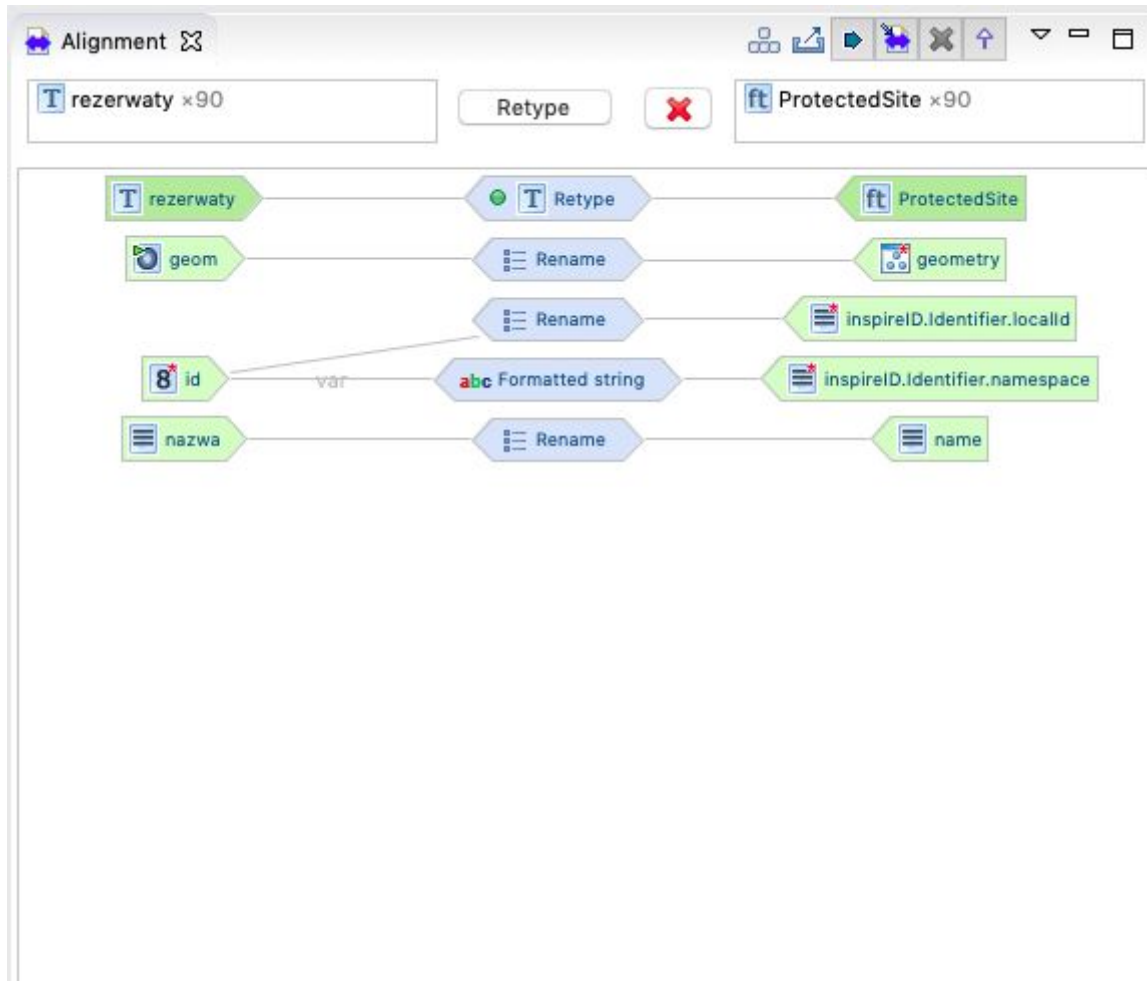 Alignment
T rezerwaty ×90
Retype
ft ProtectedSite ×90
T rezerwaty
T Retype
ft ProtectedSite
geom
Rename
geometry
Rename
inspireID.Identifier.localId
8 id
var
abc Formatted string
inspireID.Identifier.namespace
nazwa
Rename
name